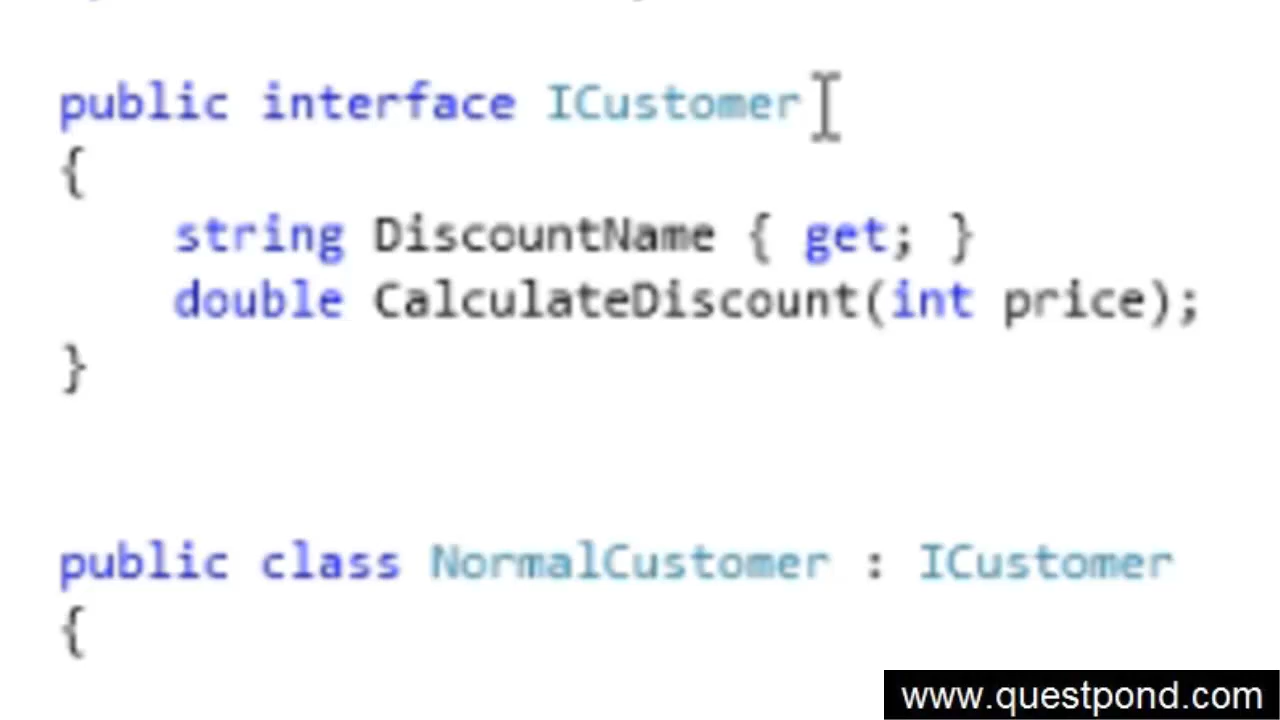 public interface ICustomer
{
string DiscountName { get; }
double CalculateDiscount(int price);
}
public class NormalCustomer : ICustomer
{
www.questpond.com